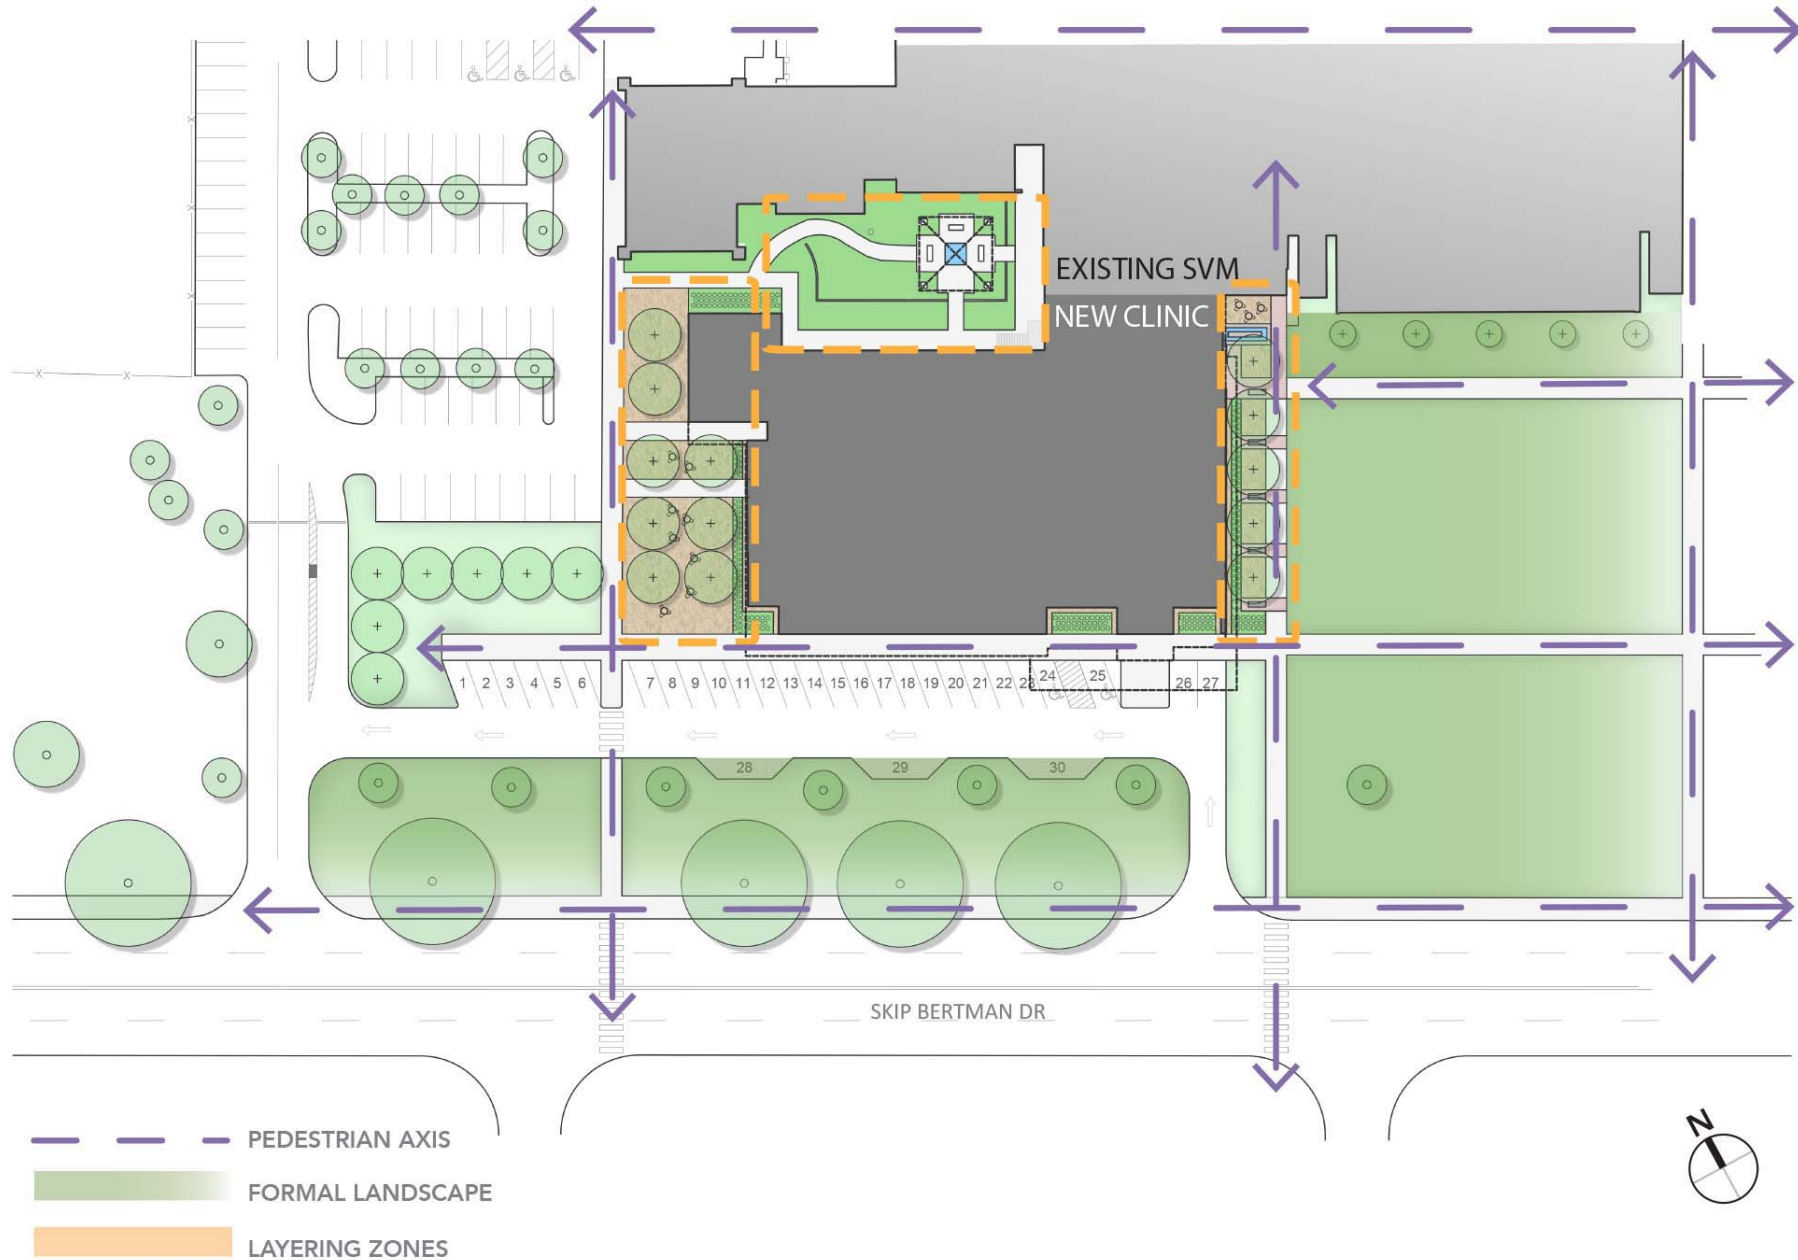 EXISTING SVM
NEW CLINIC
1 2 3 4 5 6 7 8 9 10 11 12 13 14 15 16 17 18 19 20 21 22 23 24 25 26 27
28 29 30
SKIP BERTMAN DR
PEDESTRIAN AXIS
N
FORMAL LANDSCAPE
LAYERING ZONES